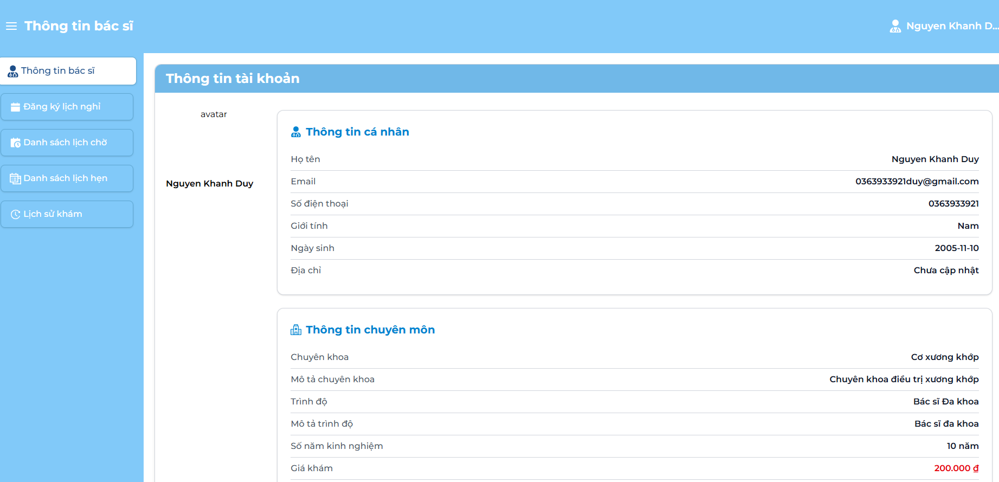 Thông tin bác sĩ
Nguyen Khanh D...
Thông tin bác sĩ
Đăng ký lịch nghỉ
Danh sách lịch chờ
Danh sách lịch hẹn
Lịch sử khám
Thông tin tài khoản
avatar
Nguyen Khanh Duy
Thông tin cá nhân
Họ tên Nguyen Khanh Duy
Email 0363933921duy@gmail.com
Số điện thoại 0363933921
Giới tính Nam
Ngày sinh 2005-11-10
Địa chỉ Chưa cập nhật
Thông tin chuyên môn
Chuyên khoa Cơ xương khớp
Mô tả chuyên khoa Chuyên khoa điều trị xương khớp
Trình độ Bác sĩ Đa khoa
Mô tả trình độ Bác sĩ đa khoa
Số năm kinh nghiệm 10 năm
Giá khám 200.000 ₫